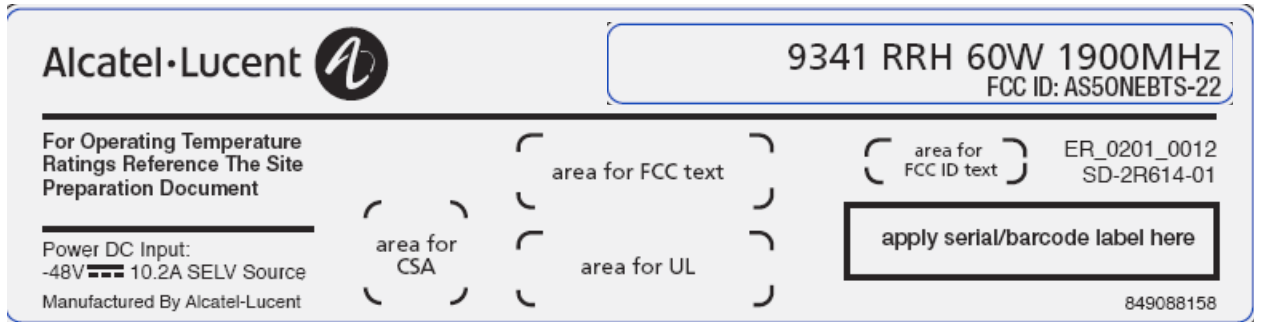 Alcatel·Lucent
9341 RRH 60W 1900MHz
FCC ID: AS5ONEBTS-22
For Operating Temperature
Ratings Reference The Site
Preparation Document
Power DC Input:
-48V 10.2A SELV Source
Manufactured By Alcatel-Lucent
area for
CSA
area for FCC text
area for UL
area for
FCC ID text
ER_0201_0012
SD-2R614-01
apply serial/barcode label here
849088158